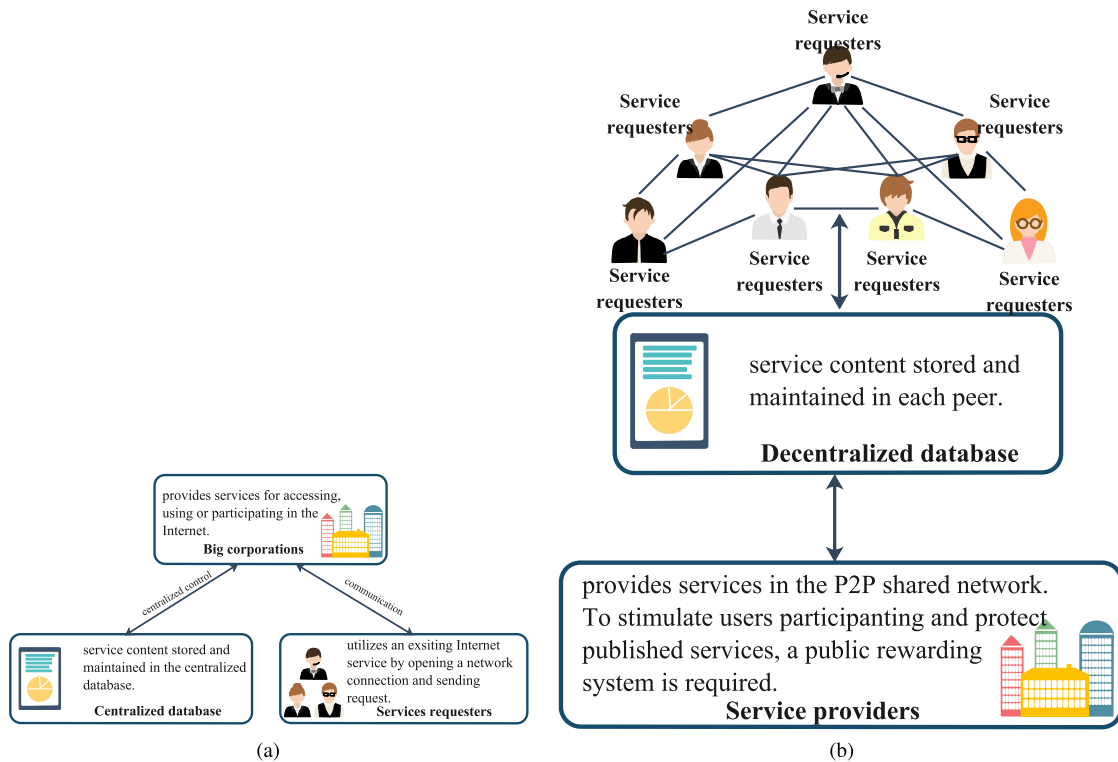 provides services for accessing,
using or participating in the
Internet.
Big corporations
centralized control
communication
service content stored and
maintained in the centralized
database.
Centralized database
utilizes an exsiting Internet
service by opening a network
connection and sending
request.
Services requesters
(a)
Service
requesters
Service
requesters
Service
requesters
Service
requesters
Service
requesters
Service
requesters
Service
requesters
service content stored and
maintained in each peer.
Decentralized database
provides services in the P2P shared network.
To stimulate users participanting and protect
published services, a public rewarding
system is required.
Service providers
(b)